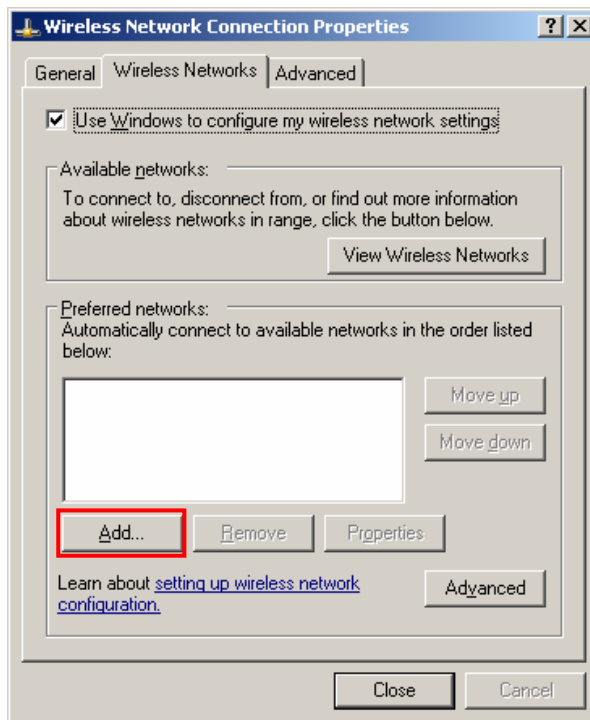 Wireless Network Connection Properties
General Wireless Networks Advanced
Use Windows to configure my wireless network settings
Available networks:
To connect to, disconnect from, or find out more information
about wireless networks in range, click the button below.
View Wireless Networks
Preferred networks:
Automatically connect to available networks in the order listed
below:
Move up
Move down
Add... Remove Properties
Learn about setting up wireless network
configuration.
Advanced
Close Cancel